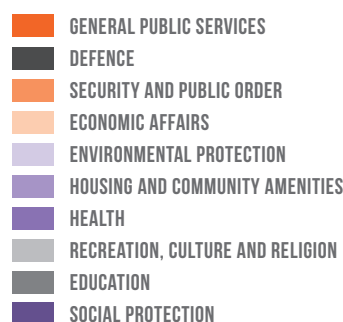 GENERAL PUBLIC SERVICES
DEFENCE
SECURITY AND PUBLIC ORDER
ECONOMIC AFFAIRS
ENVIRONMENTAL PROTECTION
HOUSING AND COMMUNITY AMENITIES
HEALTH
RECREATION, CULTURE AND RELIGION
EDUCATION
SOCIAL PROTECTION